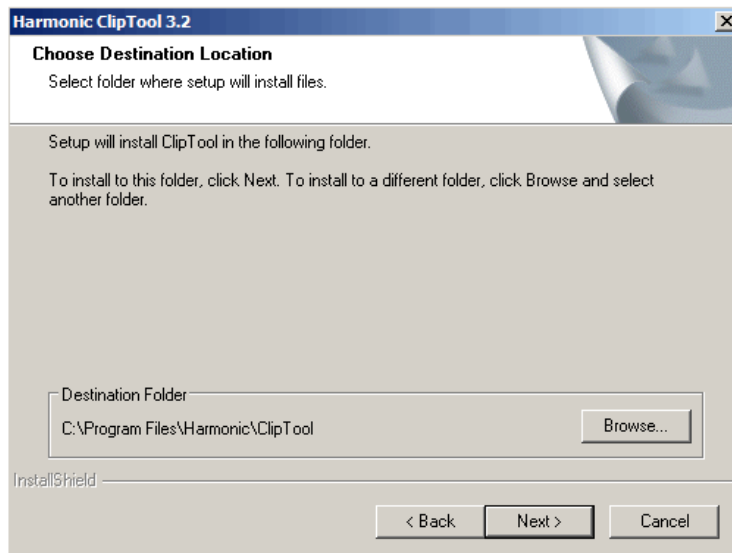 Harmonic ClipTool 3.2
Choose Destination Location
Select folder where setup will install files.
Setup will install ClipTool in the following folder.
To install to this folder, click Next. To install to a different folder, click Browse and select
another folder.
Destination Folder
C:\Program Files\Harmonic\ClipTool
Browse...
InstallShield
< Back
Next >
Cancel